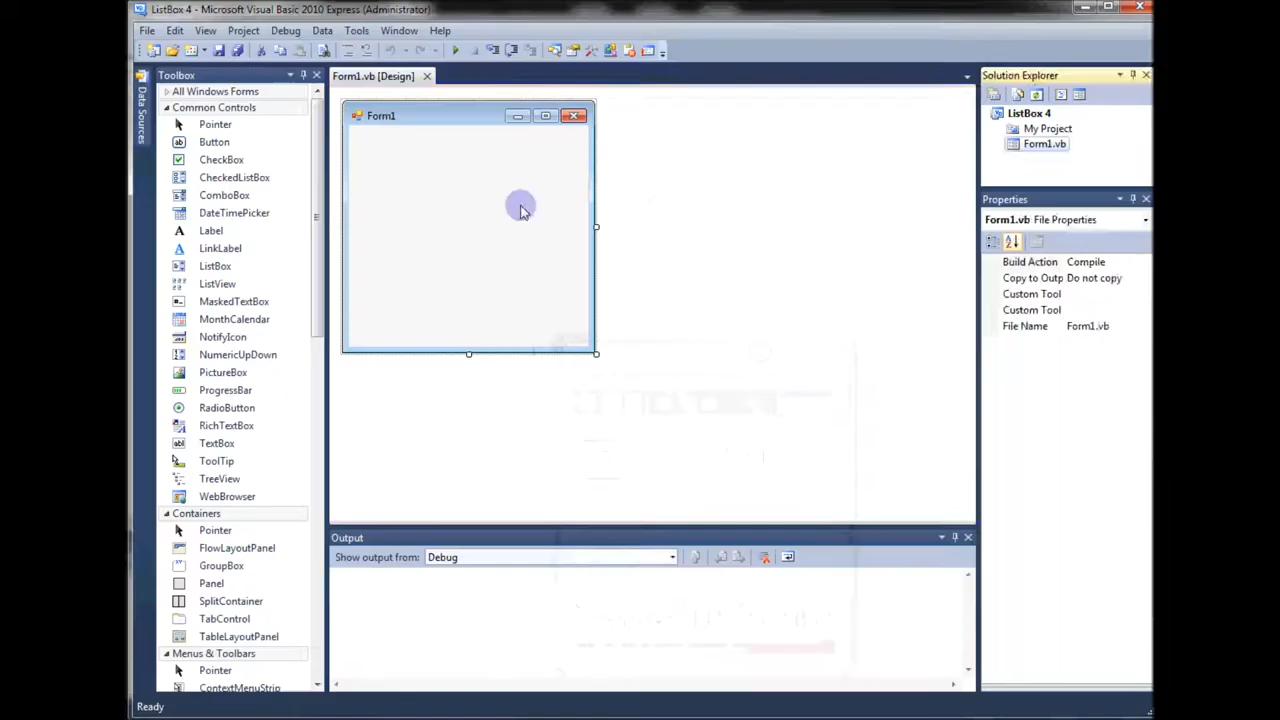 ListBox 4 - Microsoft Visual Basic 2010 Express (Administrator)
File Edit View Project Debug Data Tools Window Help
Toolbox
Data Sources
All Windows Forms
Common Controls
Pointer
Button
CheckBox
CheckedListBox
ComboBox
DateTimePicker
Label
LinkLabel
ListBox
ListView
MaskedTextBox
MonthCalendar
NotifyIcon
NumericUpDown
PictureBox
ProgressBar
RadioButton
RichTextBox
TextBox
ToolTip
TreeView
WebBrowser
Containers
Pointer
FlowLayoutPanel
GroupBox
Panel
SplitContainer
TabControl
TableLayoutPanel
Menus & Toolbars
Pointer
ContextMenuStrip
Form1.vb [Design]
Form1
Output
Show output from: Debug
Solution Explorer
ListBox 4
My Project
Form1.vb
Properties
Form1.vb File Properties
Build Action Compile
Copy to Outp Do not copy
Custom Tool
Custom Tool
File Name Form1.vb
Ready